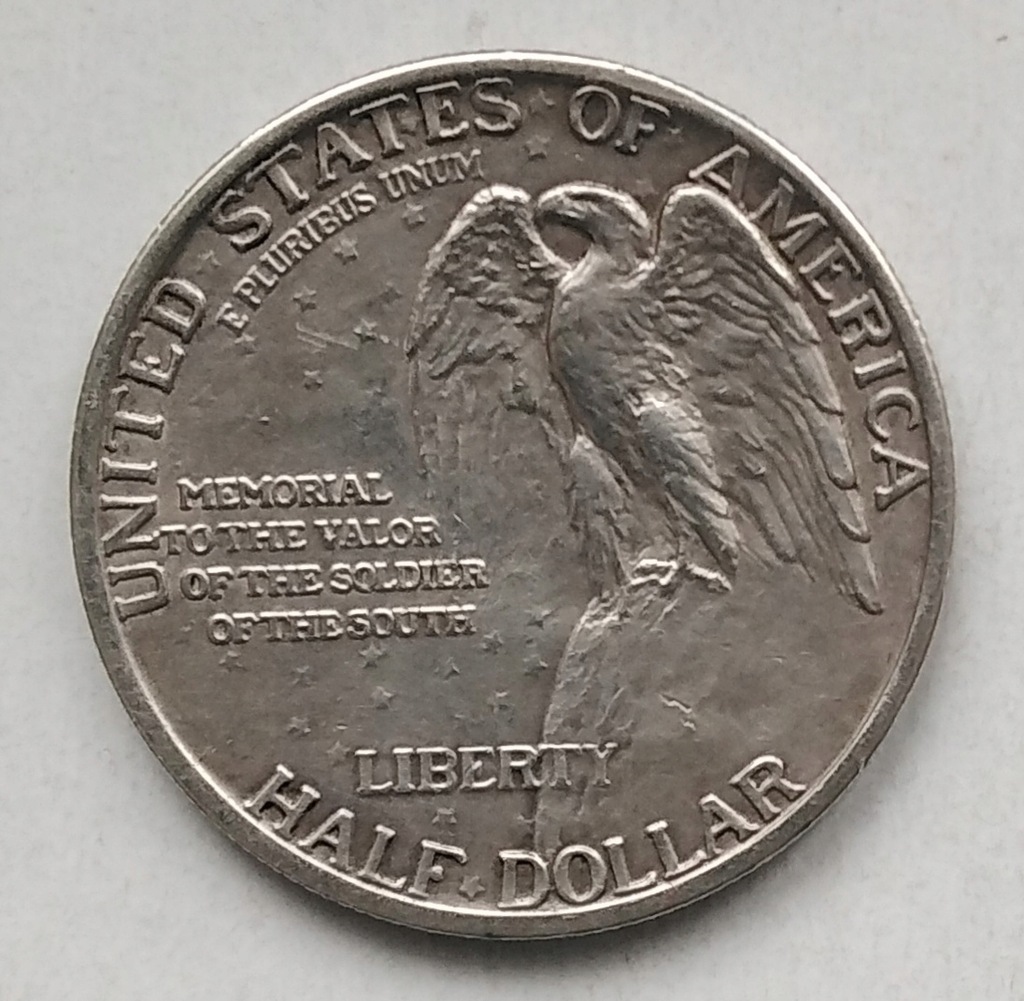 UNITED STATES OF AMERICA
E PLURIBUS UNUM
MEMORIAL
TO THE VALOR
OF THE SOLDIER
OF THE SOUTH
LIBERTY
HALF DOLLAR